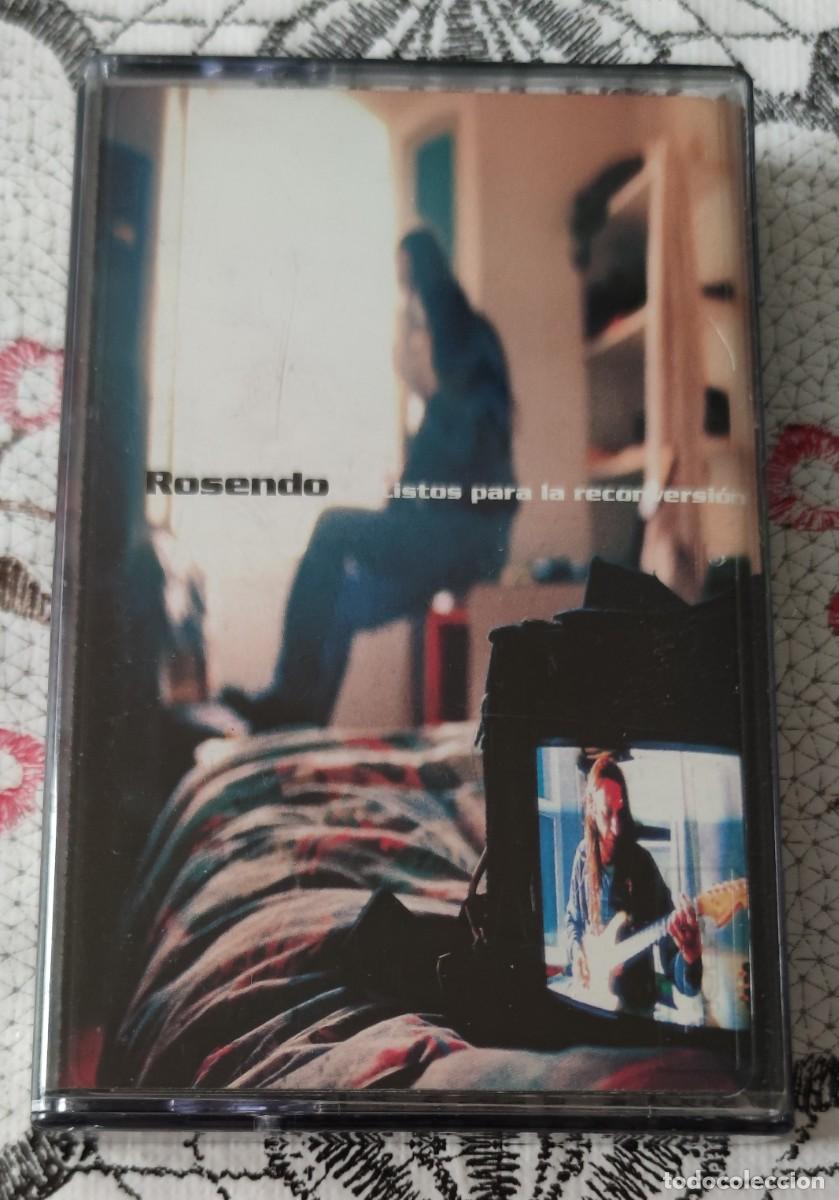 Rosendo Listos para la reconversión
todocoleccion